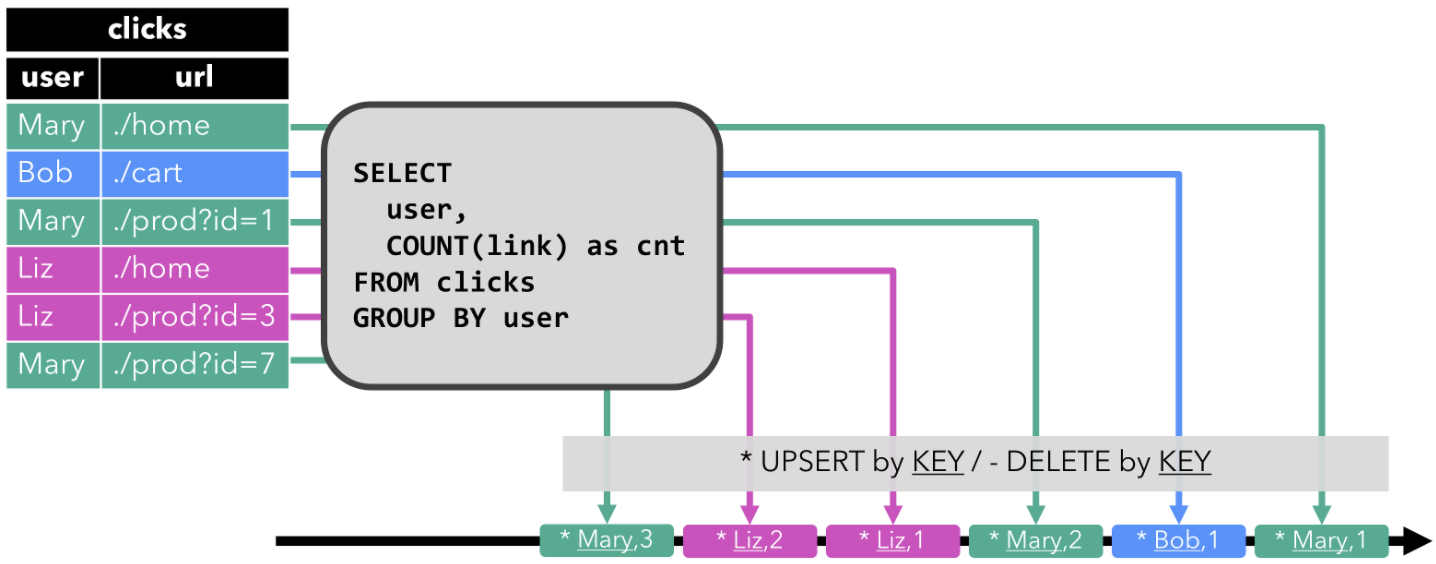 clicks
user url
Mary ./home
Bob ./cart
Mary ./prod?id=1
Liz ./home
Liz ./prod?id=3
Mary ./prod?id=7
SELECT
user,
COUNT(link) as cnt
FROM clicks
GROUP BY user
* UPSERT by KEY / - DELETE by KEY
* Mary,3 * Liz,2 * Liz,1 * Mary,2 * Bob,1 * Mary,1